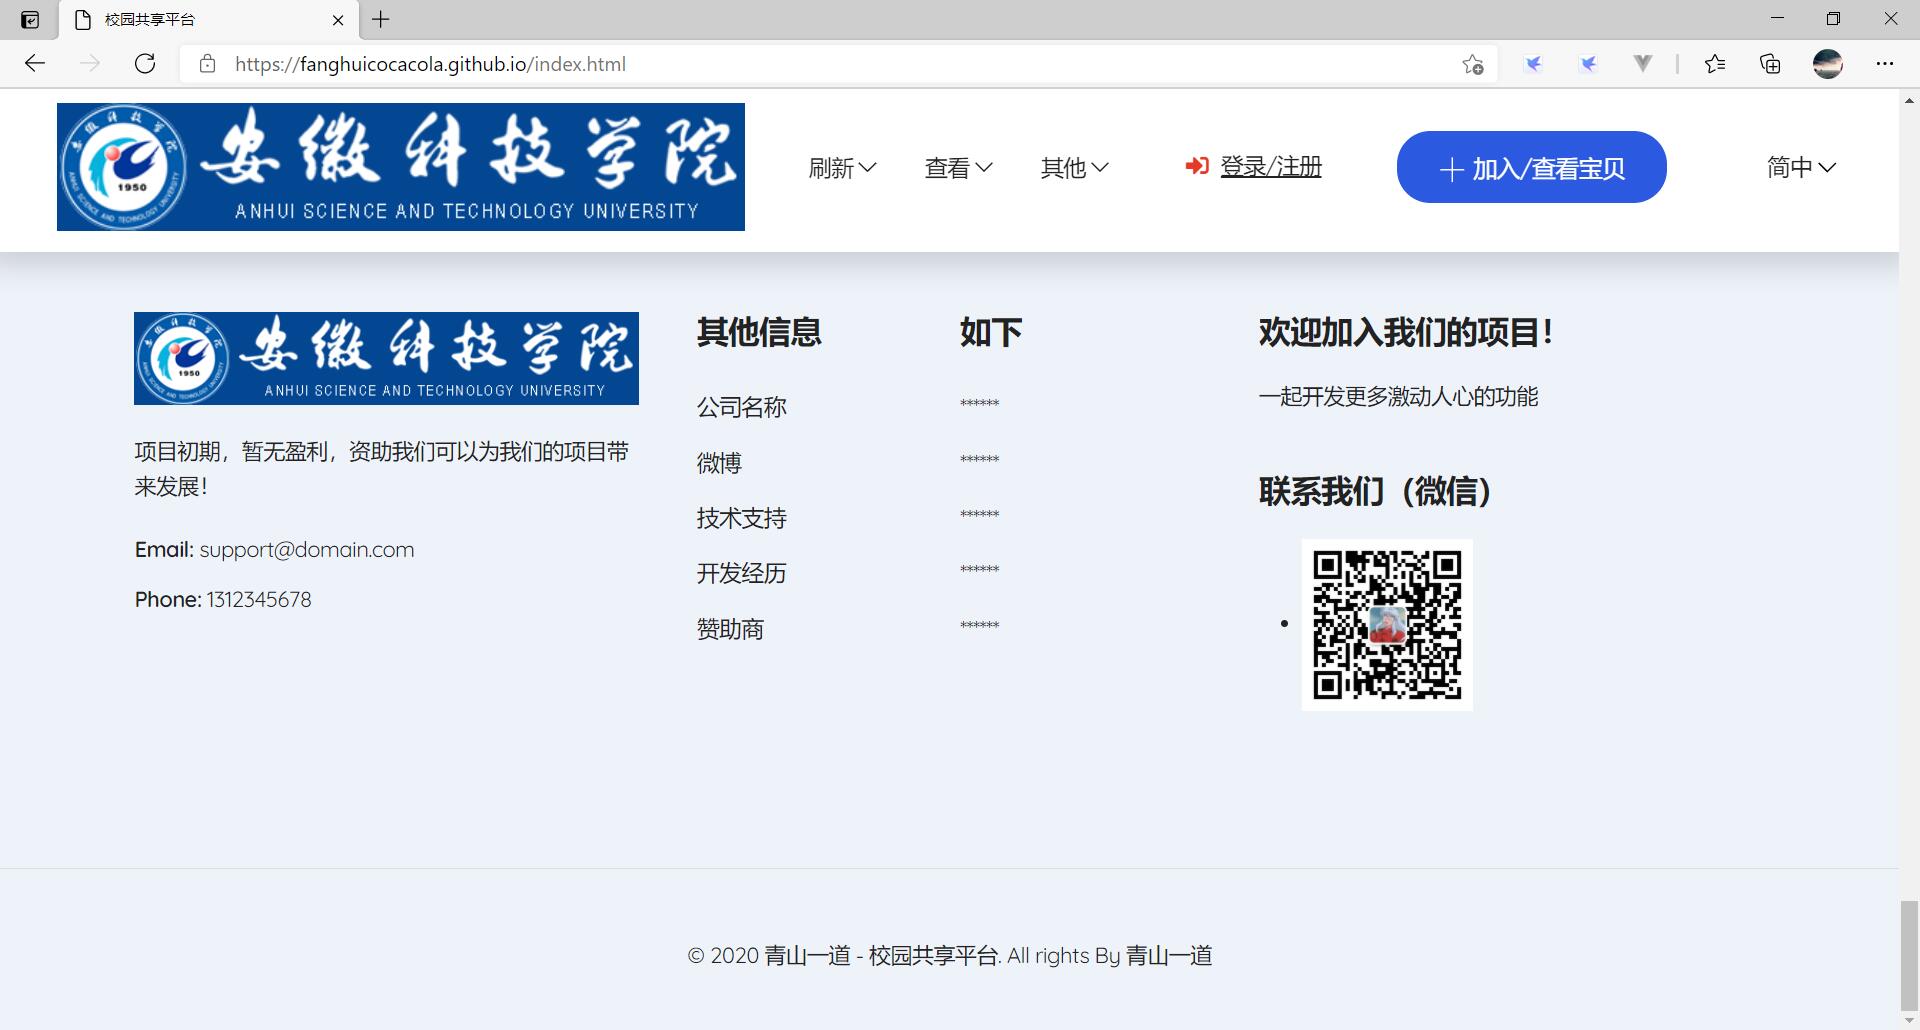 校园共享平台
https://fanghuicocacola.github.io/index.html
安徽科技学院
ANHUI SCIENCE AND TECHNOLOGY UNIVERSITY
1950
刷新
查看
其他
登录/注册
加入/查看宝贝
简中
安徽科技学院
ANHUI SCIENCE AND TECHNOLOGY UNIVERSITY
1950
项目初期，暂无盈利，资助我们可以为我们的项目带
来发展！
Email: support@domain.com
Phone: 1312345678
其他信息
如下
公司名称
******
微博
******
技术支持
******
开发经历
******
赞助商
******
欢迎加入我们的项目！
一起开发更多激动人心的功能
联系我们（微信）
© 2020 青山一道 - 校园共享平台. All rights By 青山一道